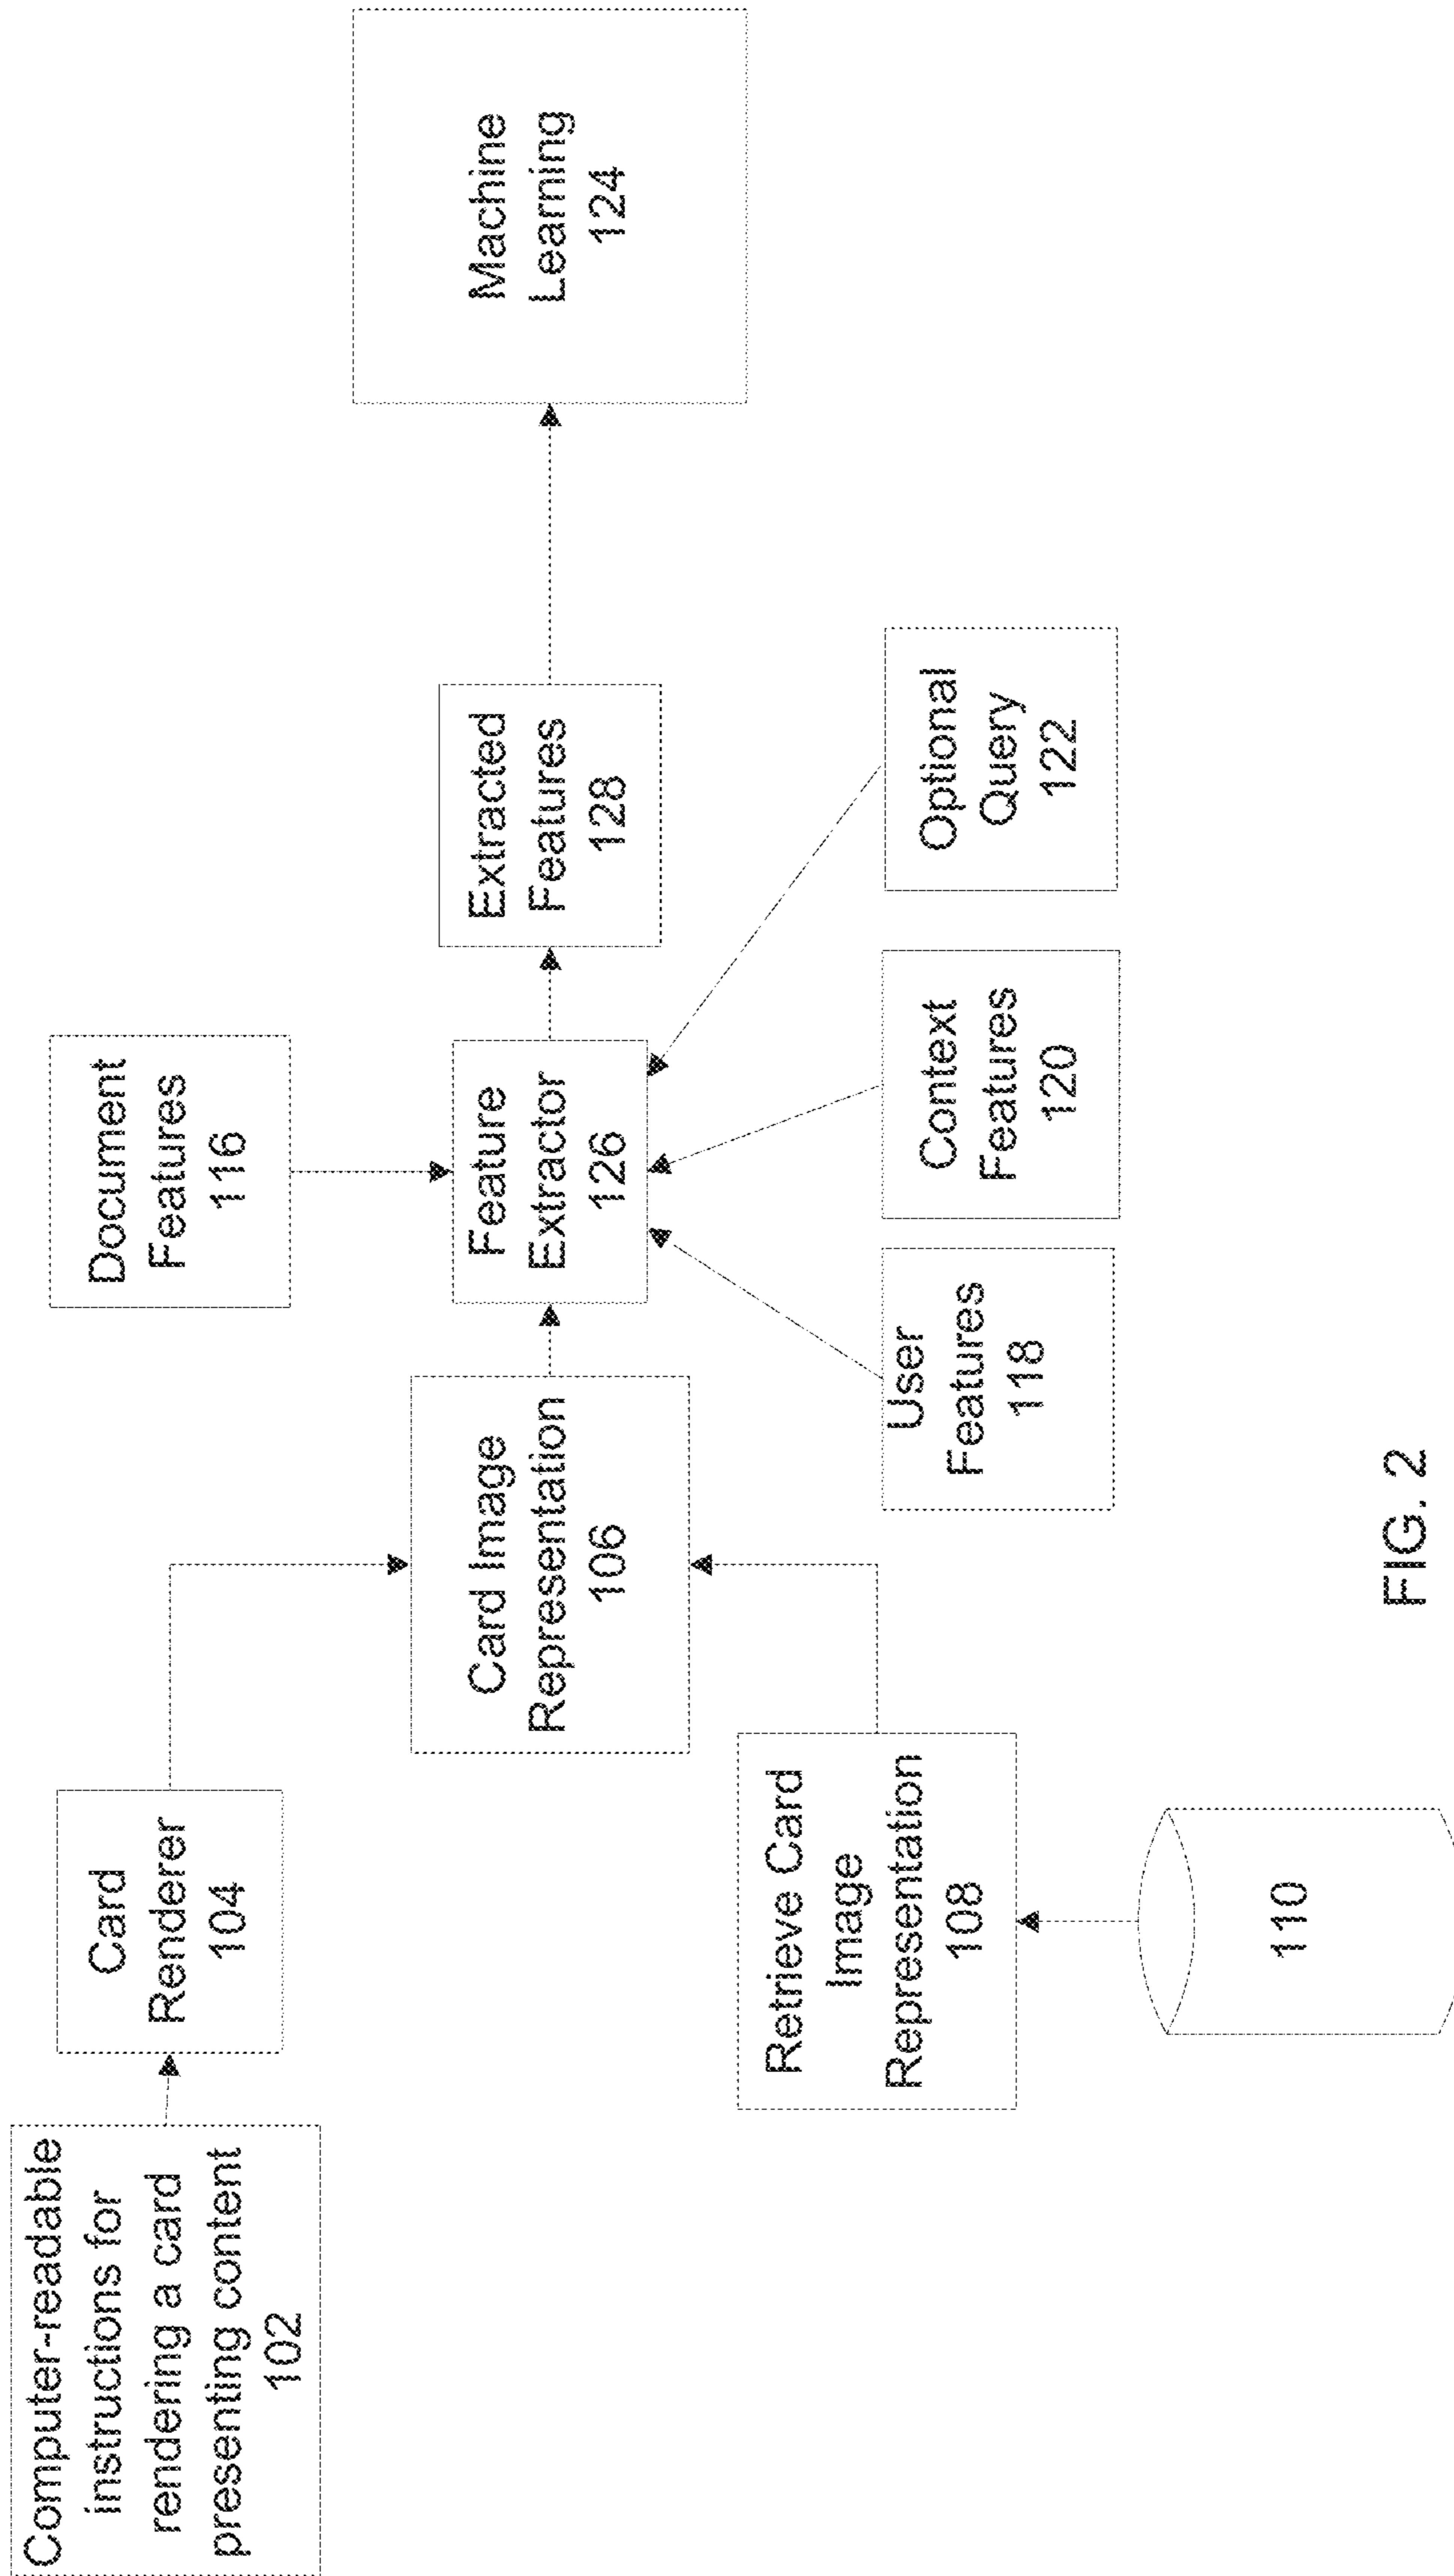 Computer-readable
instructions for
rendering a card
presenting content
102
Card
Renderer
104
Document
Features
116
Card Image
Representation
106
Feature
Extractor
126
Extracted
Features
128
Machine
Learning
124
Retrieve Card
Image
Representation
108
User
Features
118
Context
Features
120
Optional
Query
122
110
FIG. 2